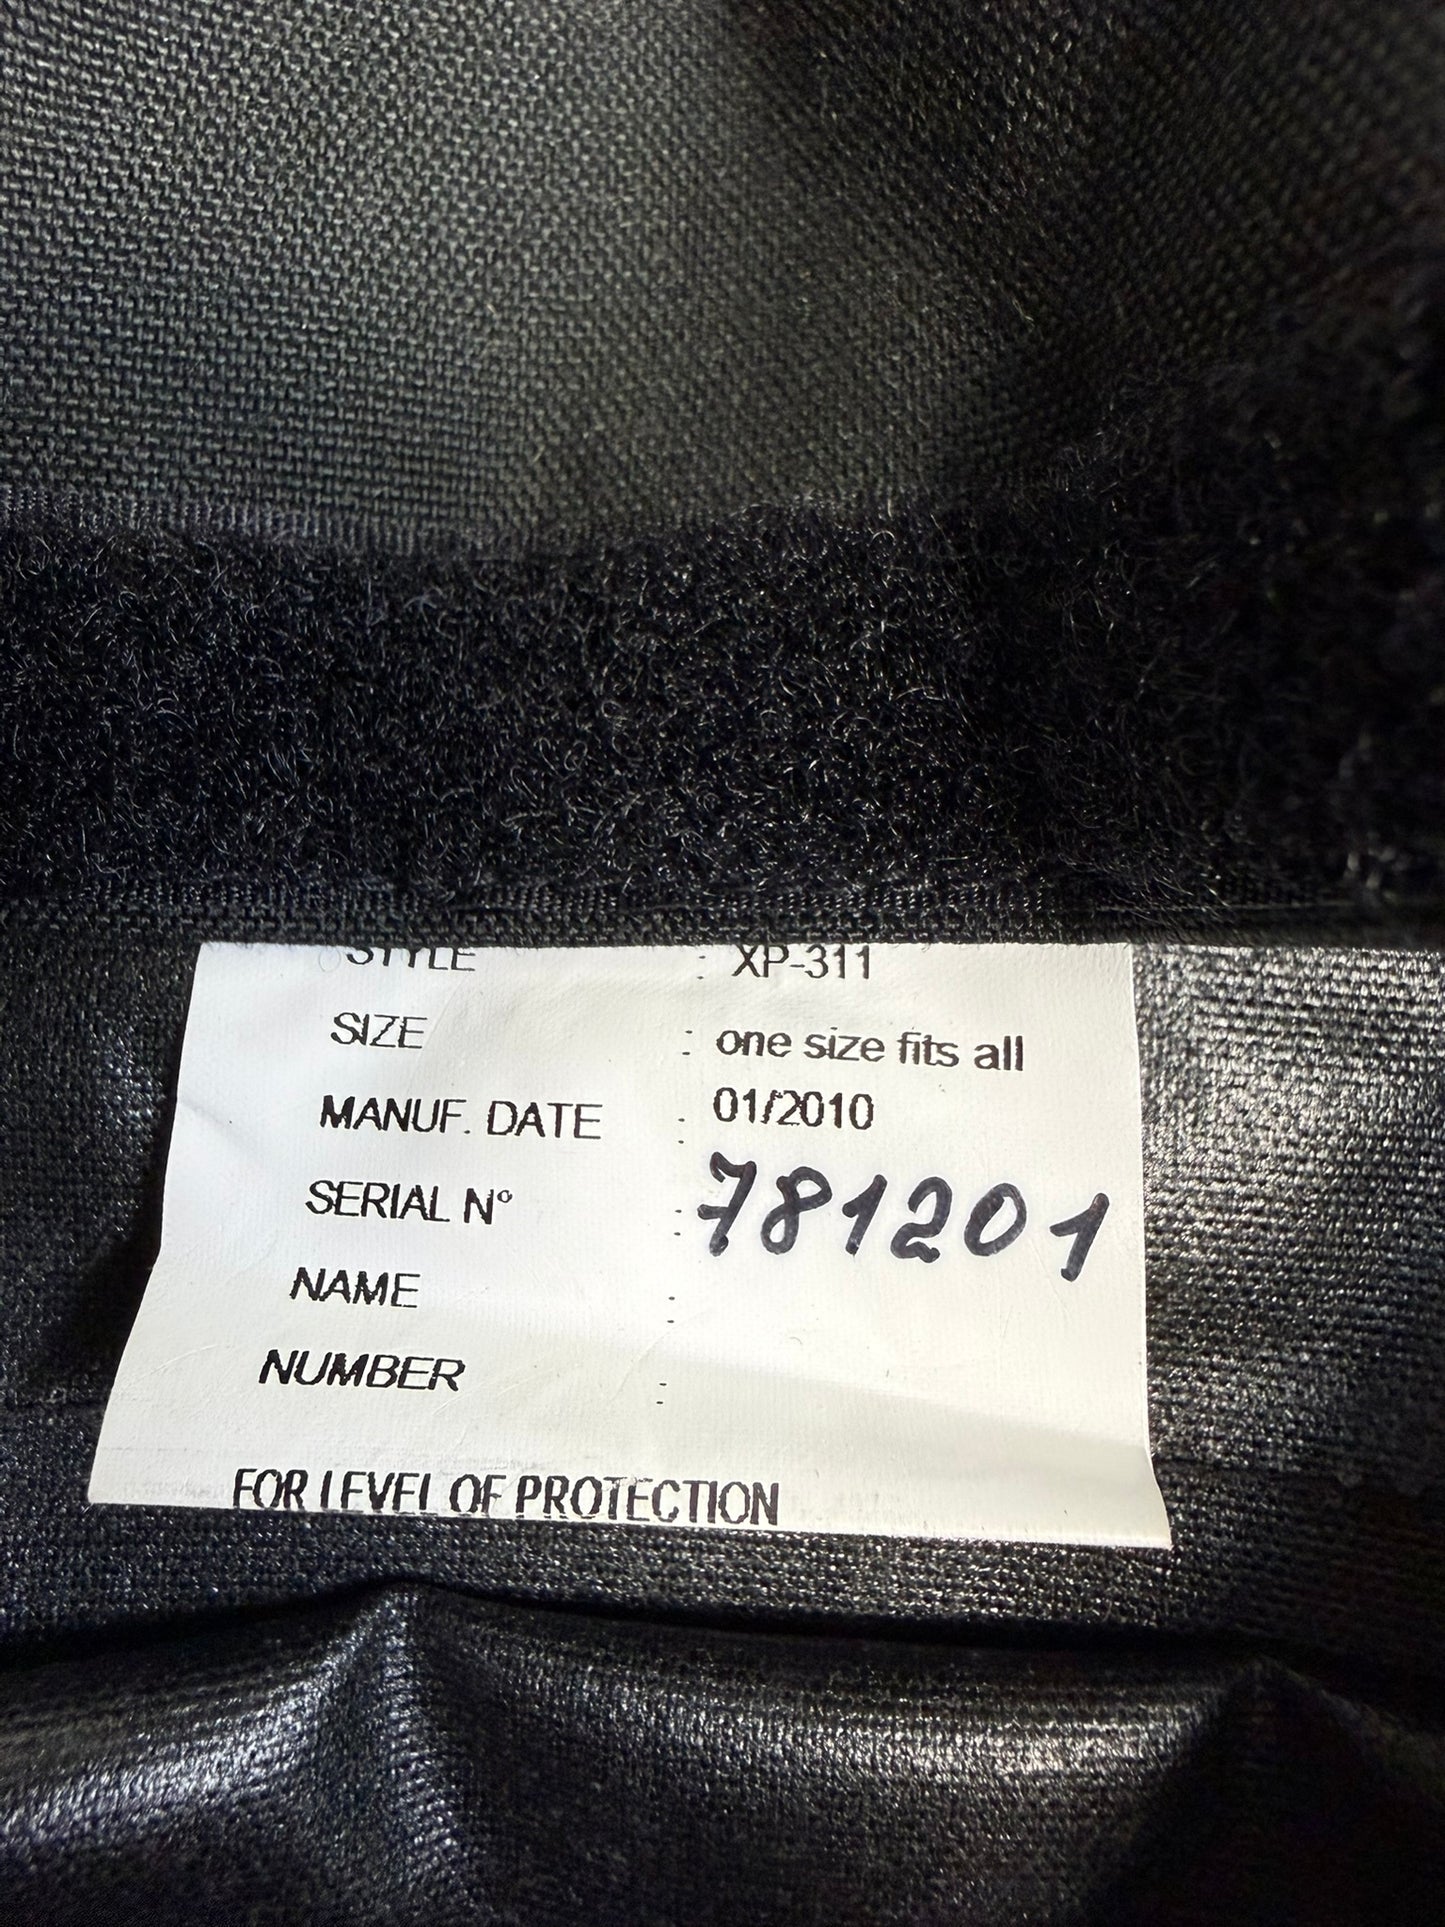 STYLE : XP-311
SIZE : one size fits all
MANUF. DATE : 01/2010
SERIAL N° : 781201
NAME :
NUMBER :
FOR LEVEL OF PROTECTION